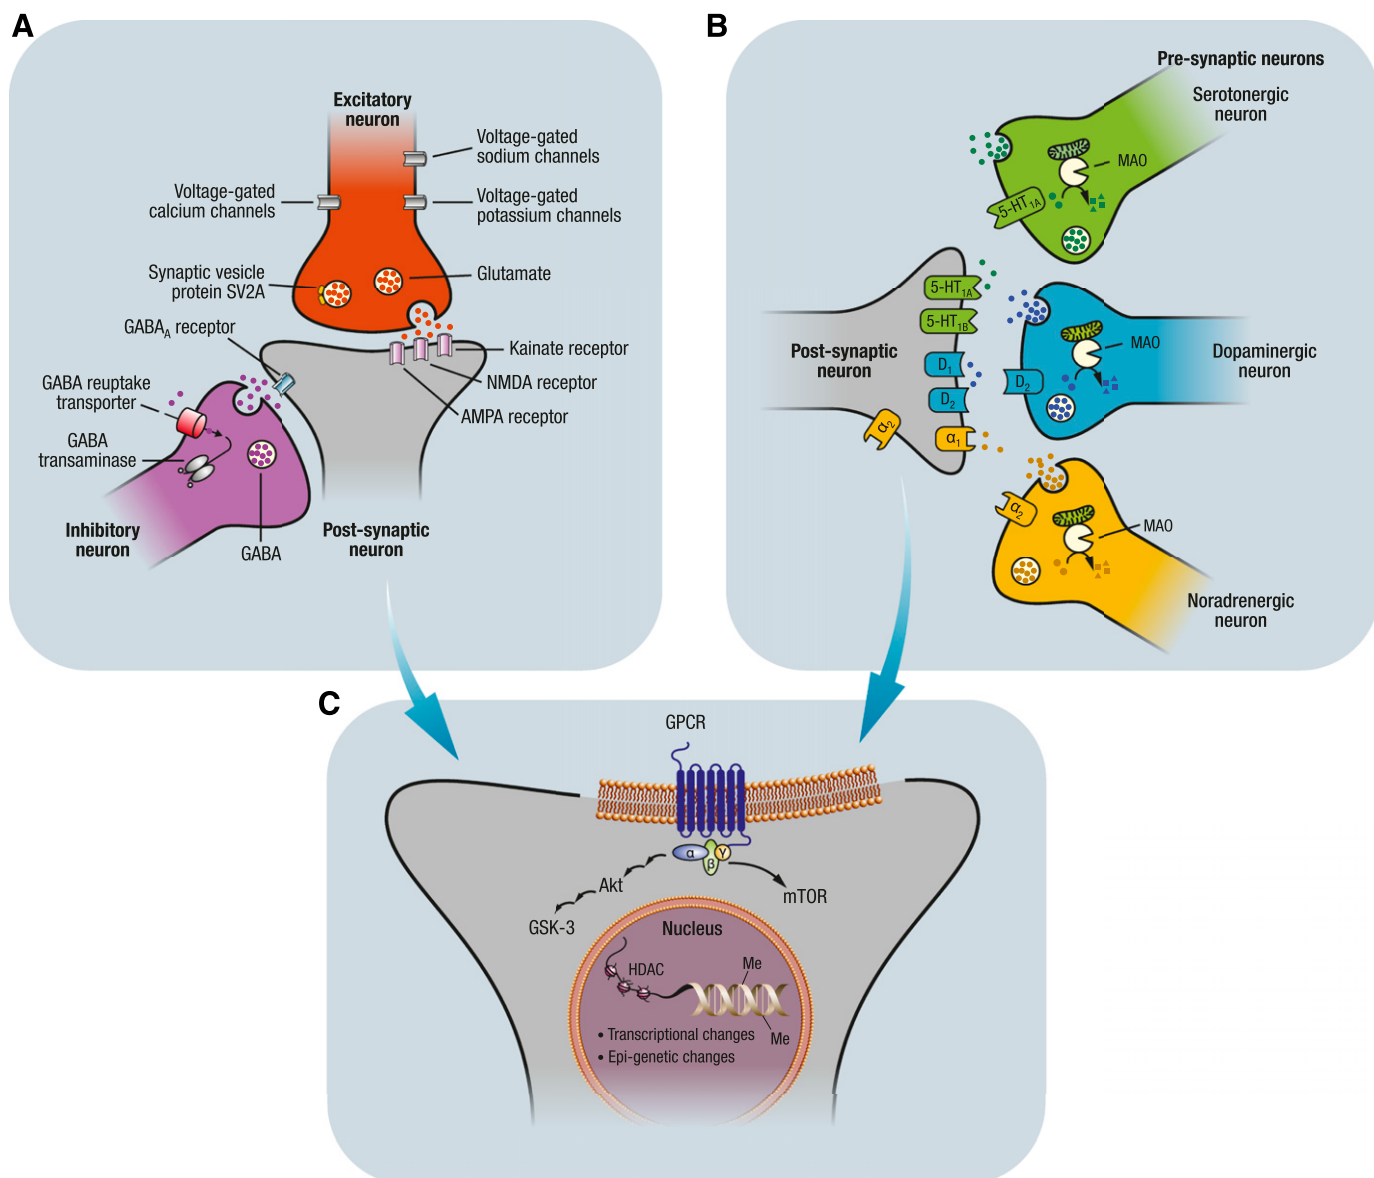 A
Excitatory
neuron
Voltage-gated
sodium channels
Voltage-gated
calcium channels
Voltage-gated
potassium channels
Synaptic vesicle
protein SV2A
Glutamate
GABAA receptor
Kainate receptor
NMDA receptor
AMPA receptor
GABA reuptake
transporter
GABA
transaminase
Inhibitory
neuron
GABA
Post-synaptic
neuron
B
Pre-synaptic neurons
Serotonergic
neuron
MAO
5-HT1A
5-HT1A
5-HT1B
Post-synaptic
neuron
D1
D2
α2
α1
MAO
D2
Dopaminergic
neuron
α2
MAO
Noradrenergic
neuron
C
GPCR
α
β
γ
Akt
mTOR
GSK-3
Nucleus
HDAC
Me
Me
• Transcriptional changes
• Epi-genetic changes